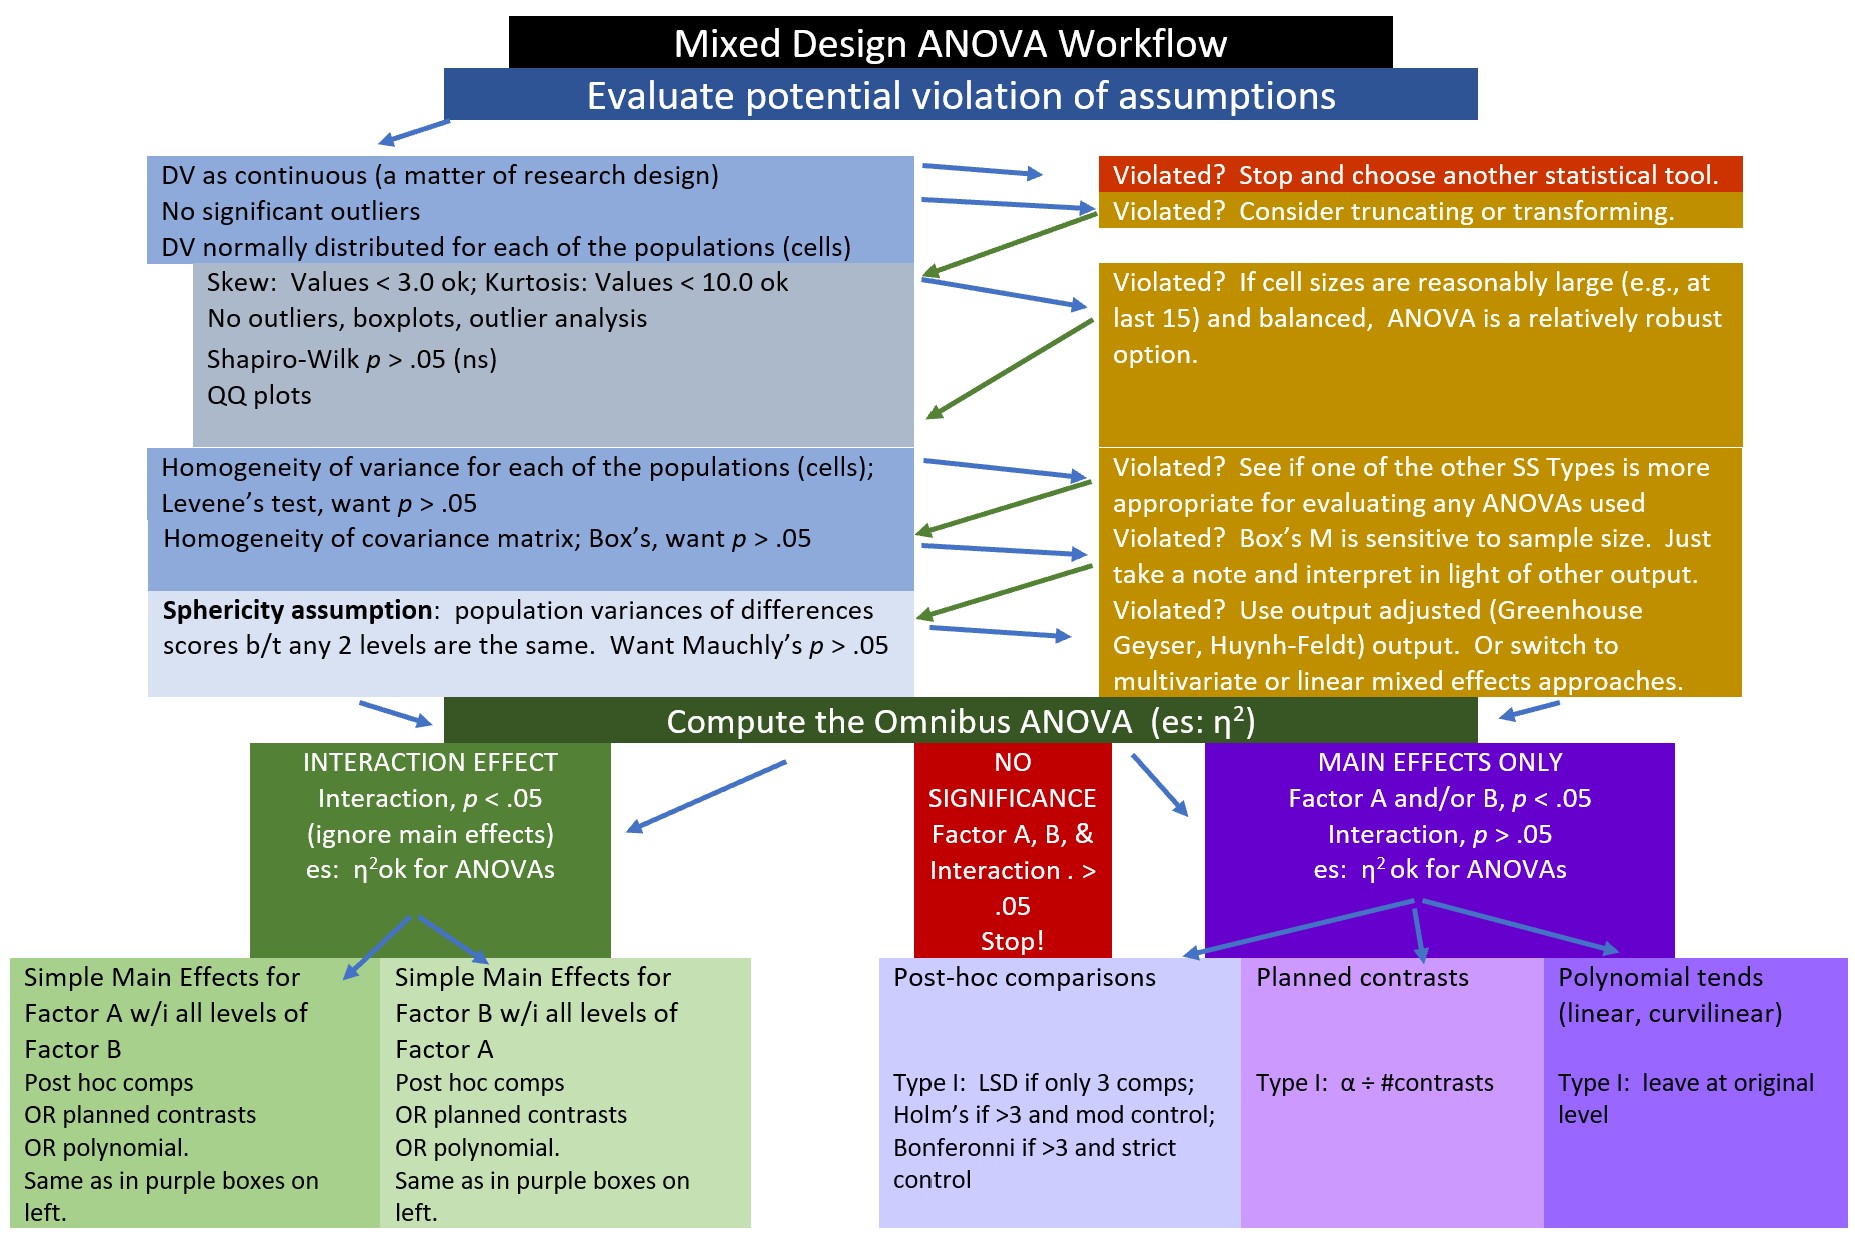 Mixed Design ANOVA Workflow
Evaluate potential violation of assumptions
DV as continuous (a matter of research design)
No significant outliers
DV normally distributed for each of the populations (cells)
Skew:  Values < 3.0 ok; Kurtosis: Values < 10.0 ok
No outliers, boxplots, outlier analysis
Shapiro-Wilk p > .05 (ns)
QQ plots
Violated?  Stop and choose another statistical tool.
Violated?  Consider truncating or transforming.
Violated?  If cell sizes are reasonably large (e.g., at
last 15) and balanced,  ANOVA is a relatively robust
option.
Homogeneity of variance for each of the populations (cells);
Levene's test, want p > .05
Homogeneity of covariance matrix; Box's, want p > .05
Sphericity assumption:  population variances of differences
scores b/t any 2 levels are the same.  Want Mauchly's p > .05
Violated?  See if one of the other SS Types is more
appropriate for evaluating any ANOVAs used
Violated?  Box's M is sensitive to sample size.  Just
take a note and interpret in light of other output.
Violated?  Use output adjusted (Greenhouse
Geyser, Huynh-Feldt) output.  Or switch to
multivariate or linear mixed effects approaches.
Compute the Omnibus ANOVA  (es: η²)
INTERACTION EFFECT
Interaction, p < .05
(ignore main effects)
es:  η²ok for ANOVAs
NO
SIGNIFICANCE
Factor A, B, &
Interaction . >
.05
Stop!
MAIN EFFECTS ONLY
Factor A and/or B, p < .05
Interaction, p > .05
es:  η² ok for ANOVAs
Simple Main Effects for
Factor A w/i all levels of
Factor B
Post hoc comps
OR planned contrasts
OR polynomial.
Same as in purple boxes on
left.
Simple Main Effects for
Factor B w/i all levels of
Factor A
Post hoc comps
OR planned contrasts
OR polynomial.
Same as in purple boxes on
left.
Post-hoc comparisons
Type I:  LSD if only 3 comps;
Holm's if >3 and mod control;
Bonferonni if >3 and strict
control
Planned contrasts
Type I:  α ÷ #contrasts
Polynomial tends
(linear, curvilinear)
Type I:  leave at original
level